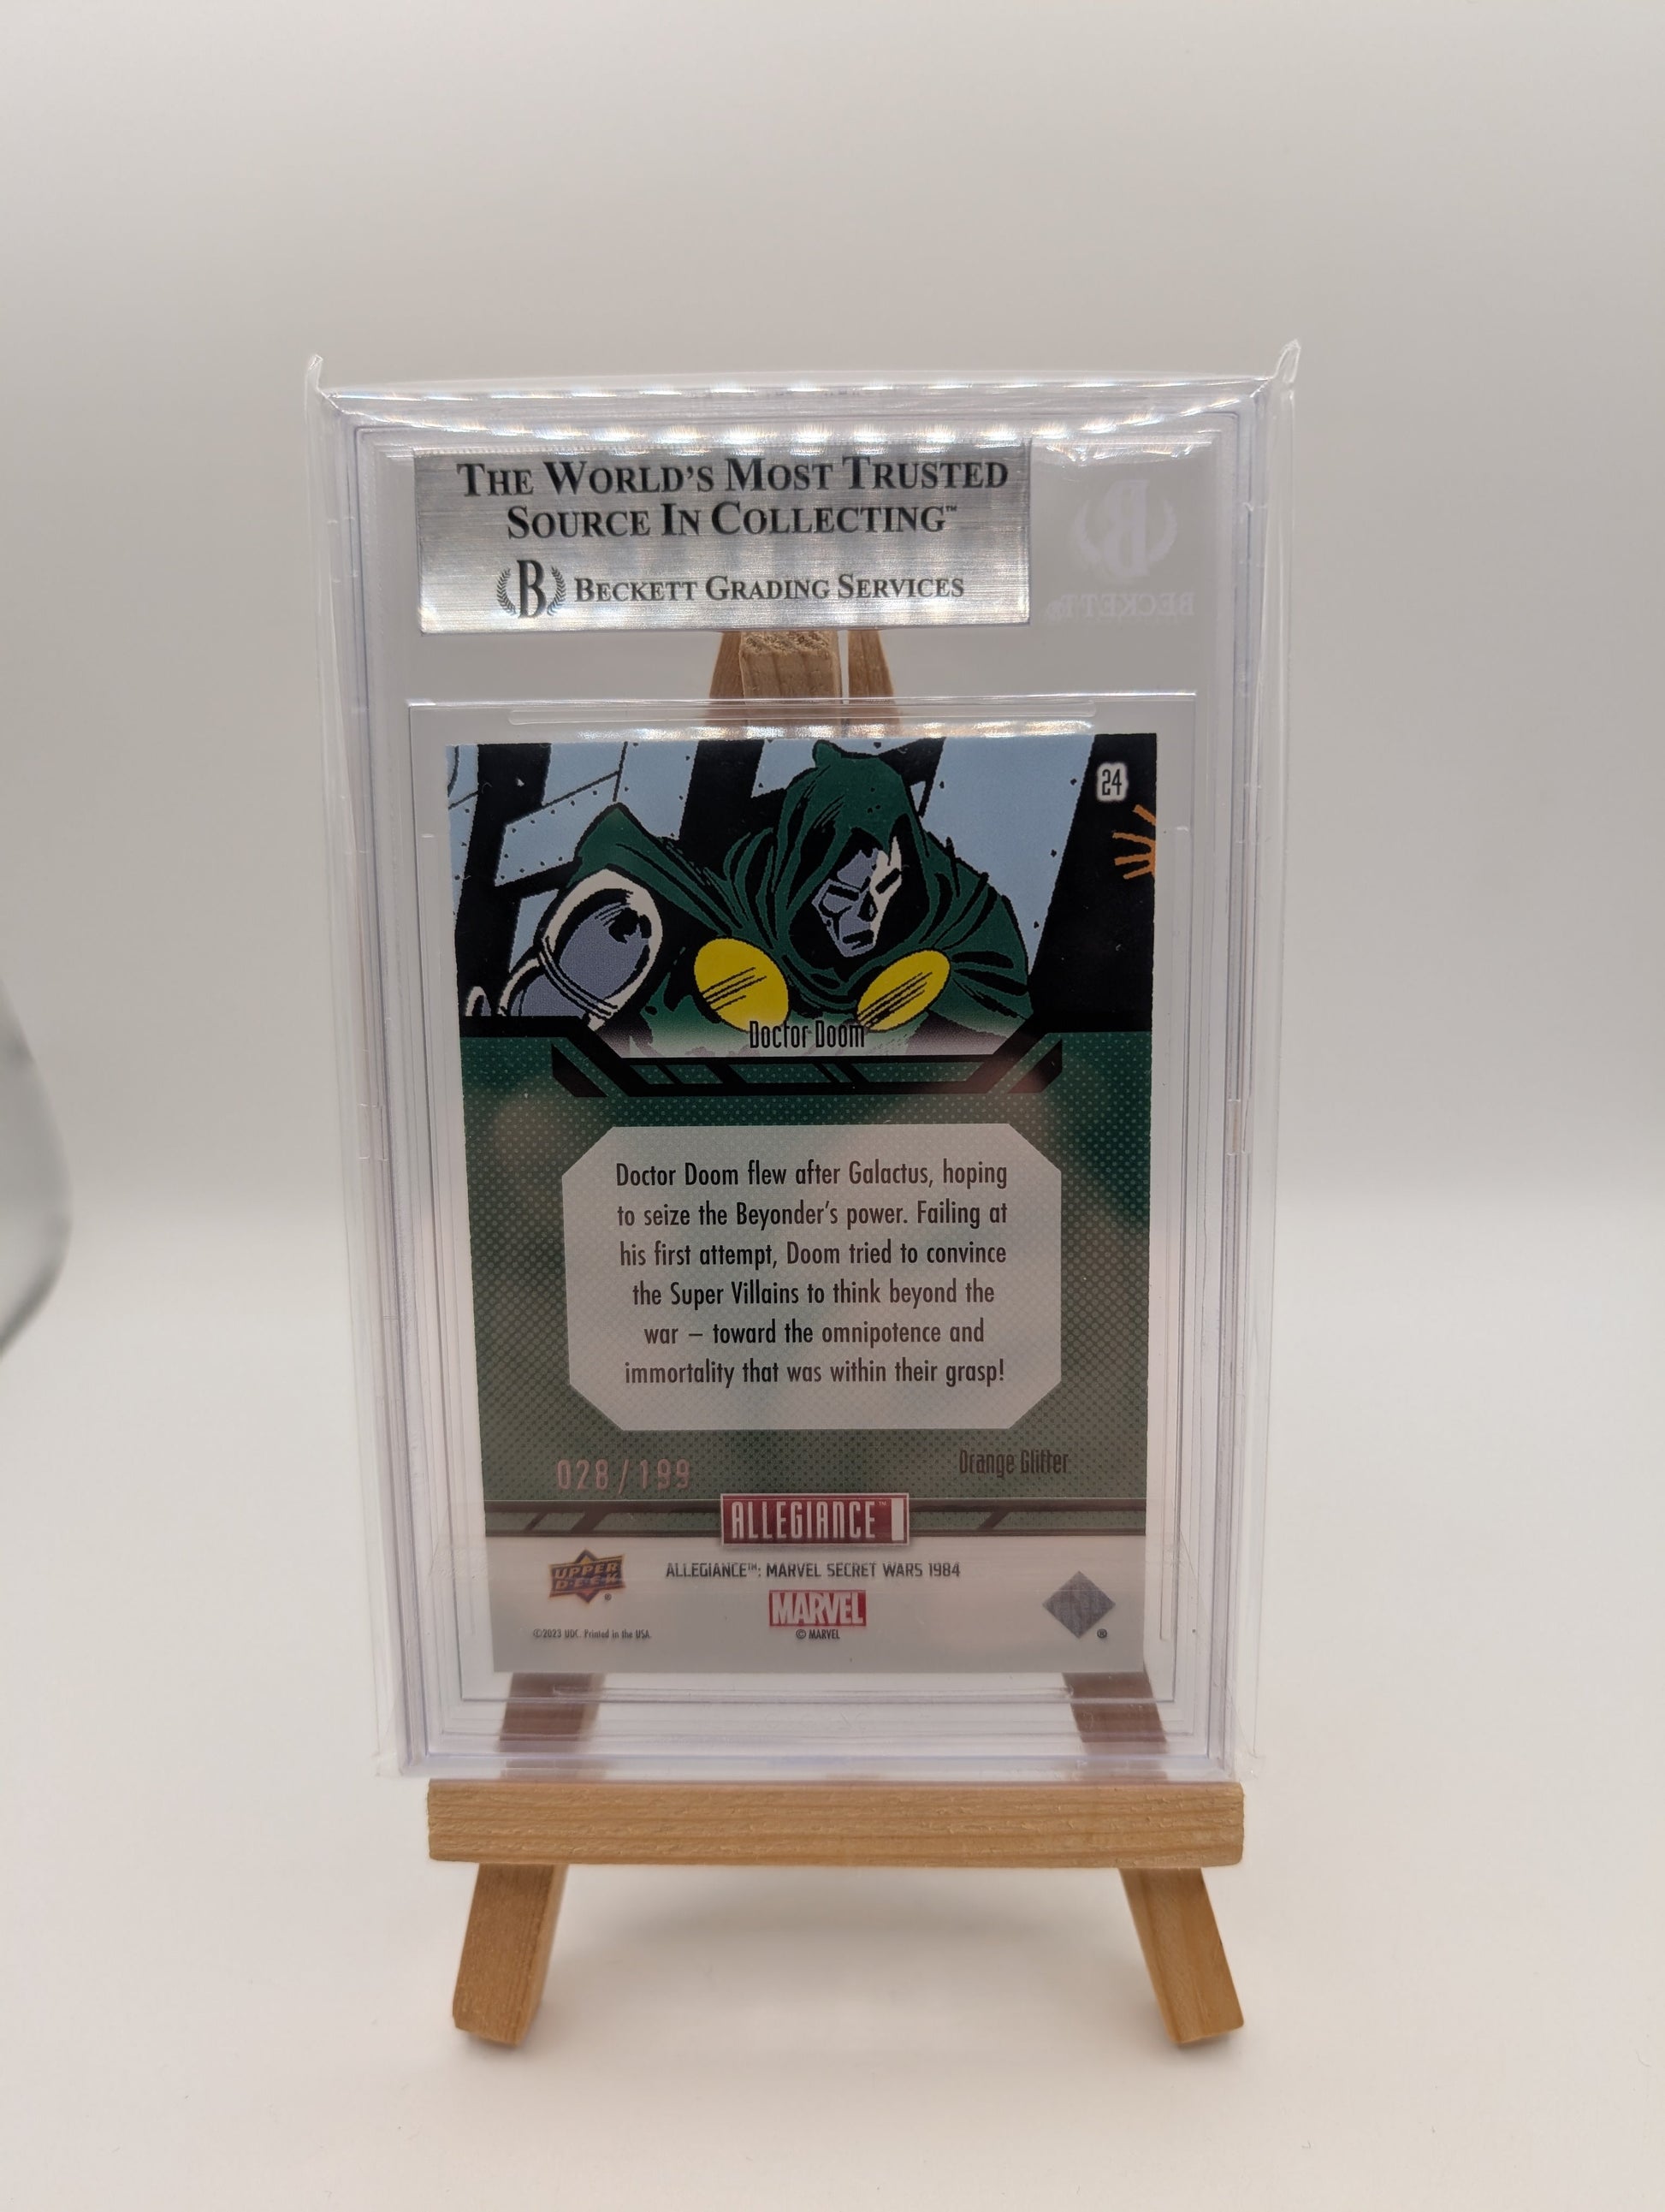 THE WORLD'S MOST TRUSTED
SOURCE IN COLLECTING™
B BECKETT GRADING SERVICES
B
BECKETT
24
Doctor Doom
Doctor Doom flew after Galactus, hoping
to seize the Beyonder's power. Failing at
his first attempt, Doom tried to convince
the Super Villains to think beyond the
war – toward the omnipotence and
immortality that was within their grasp!
Orange Glitter
028/199
ALLEGIANCE™
UPPER
DECK®
ALLEGIANCE™: MARVEL SECRET WARS 1984
MARVEL
©2023 UDC. Printed in the USA.
© MARVEL
®